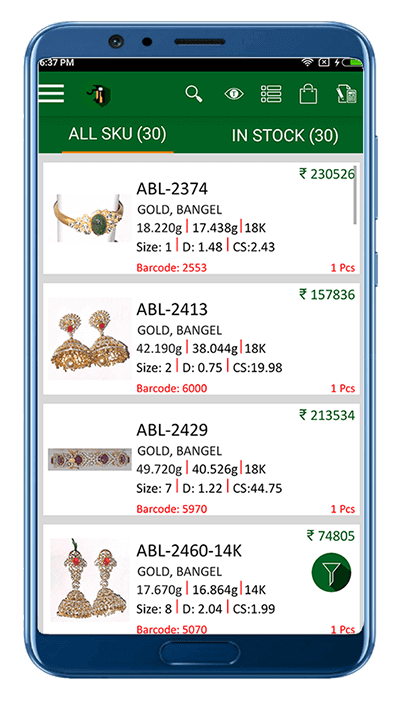 6:37 PM
ALL SKU (30) IN STOCK (30)
₹ 230526
ABL-2374
GOLD, BANGEL
18.220g | 17.438g | 18K
Size: 1 | D: 1.48 | CS:2.43
Barcode: 2553 1 Pcs
₹ 157836
ABL-2413
GOLD, BANGEL
42.190g | 38.044g | 18K
Size: 2 | D: 0.75 | CS:19.98
Barcode: 6000 1 Pcs
₹ 213534
ABL-2429
GOLD, BANGEL
49.720g | 40.526g | 18K
Size: 7 | D: 1.22 | CS:44.75
Barcode: 5970 1 Pcs
₹ 74805
ABL-2460-14K
GOLD, BANGEL
17.670g | 16.864g | 14K
Size: 8 | D: 2.04 | CS:1.99
Barcode: 5070 1 Pcs